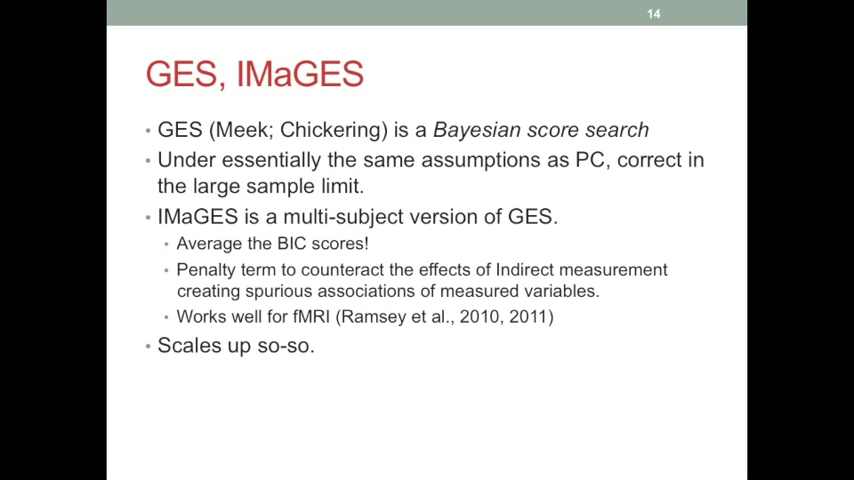 14
GES, IMaGES
• GES (Meek; Chickering) is a Bayesian score search
• Under essentially the same assumptions as PC, correct in
the large sample limit.
• IMaGES is a multi-subject version of GES.
• Average the BIC scores!
• Penalty term to counteract the effects of Indirect measurement
creating spurious associations of measured variables.
• Works well for fMRI (Ramsey et al., 2010, 2011)
• Scales up so-so.